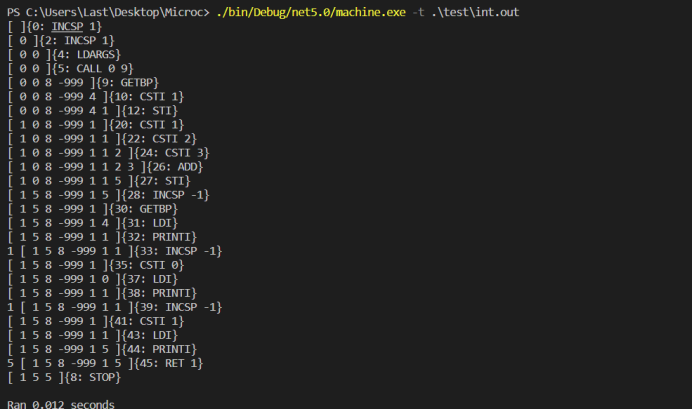 PS C:\Users\Last\Desktop\Microc> ./bin/Debug/net5.0/machine.exe -t .\test\int.out
[ ]{0: INCSP 1}
[ 0 ]{2: INCSP 1}
[ 0 0 ]{4: LDARGS}
[ 0 0 ]{5: CALL 0 9}
[ 0 0 8 -999 ]{9: GETBP}
[ 0 0 8 -999 4 ]{10: CSTI 1}
[ 0 0 8 -999 4 1 ]{12: STI}
[ 1 0 8 -999 1 ]{20: CSTI 1}
[ 1 0 8 -999 1 1 ]{22: CSTI 2}
[ 1 0 8 -999 1 1 2 ]{24: CSTI 3}
[ 1 0 8 -999 1 1 2 3 ]{26: ADD}
[ 1 0 8 -999 1 1 5 ]{27: STI}
[ 1 5 8 -999 1 5 ]{28: INCSP -1}
[ 1 5 8 -999 1 ]{30: GETBP}
[ 1 5 8 -999 1 4 ]{31: LDI}
[ 1 5 8 -999 1 1 ]{32: PRINTI}
1 [ 1 5 8 -999 1 1 ]{33: INCSP -1}
[ 1 5 8 -999 1 ]{35: CSTI 0}
[ 1 5 8 -999 1 0 ]{37: LDI}
[ 1 5 8 -999 1 1 ]{38: PRINTI}
1 [ 1 5 8 -999 1 1 ]{39: INCSP -1}
[ 1 5 8 -999 1 ]{41: CSTI 1}
[ 1 5 8 -999 1 1 ]{43: LDI}
[ 1 5 8 -999 1 5 ]{44: PRINTI}
5 [ 1 5 8 -999 1 5 ]{45: RET 1}
[ 1 5 5 ]{8: STOP}
Ran 0.012 seconds